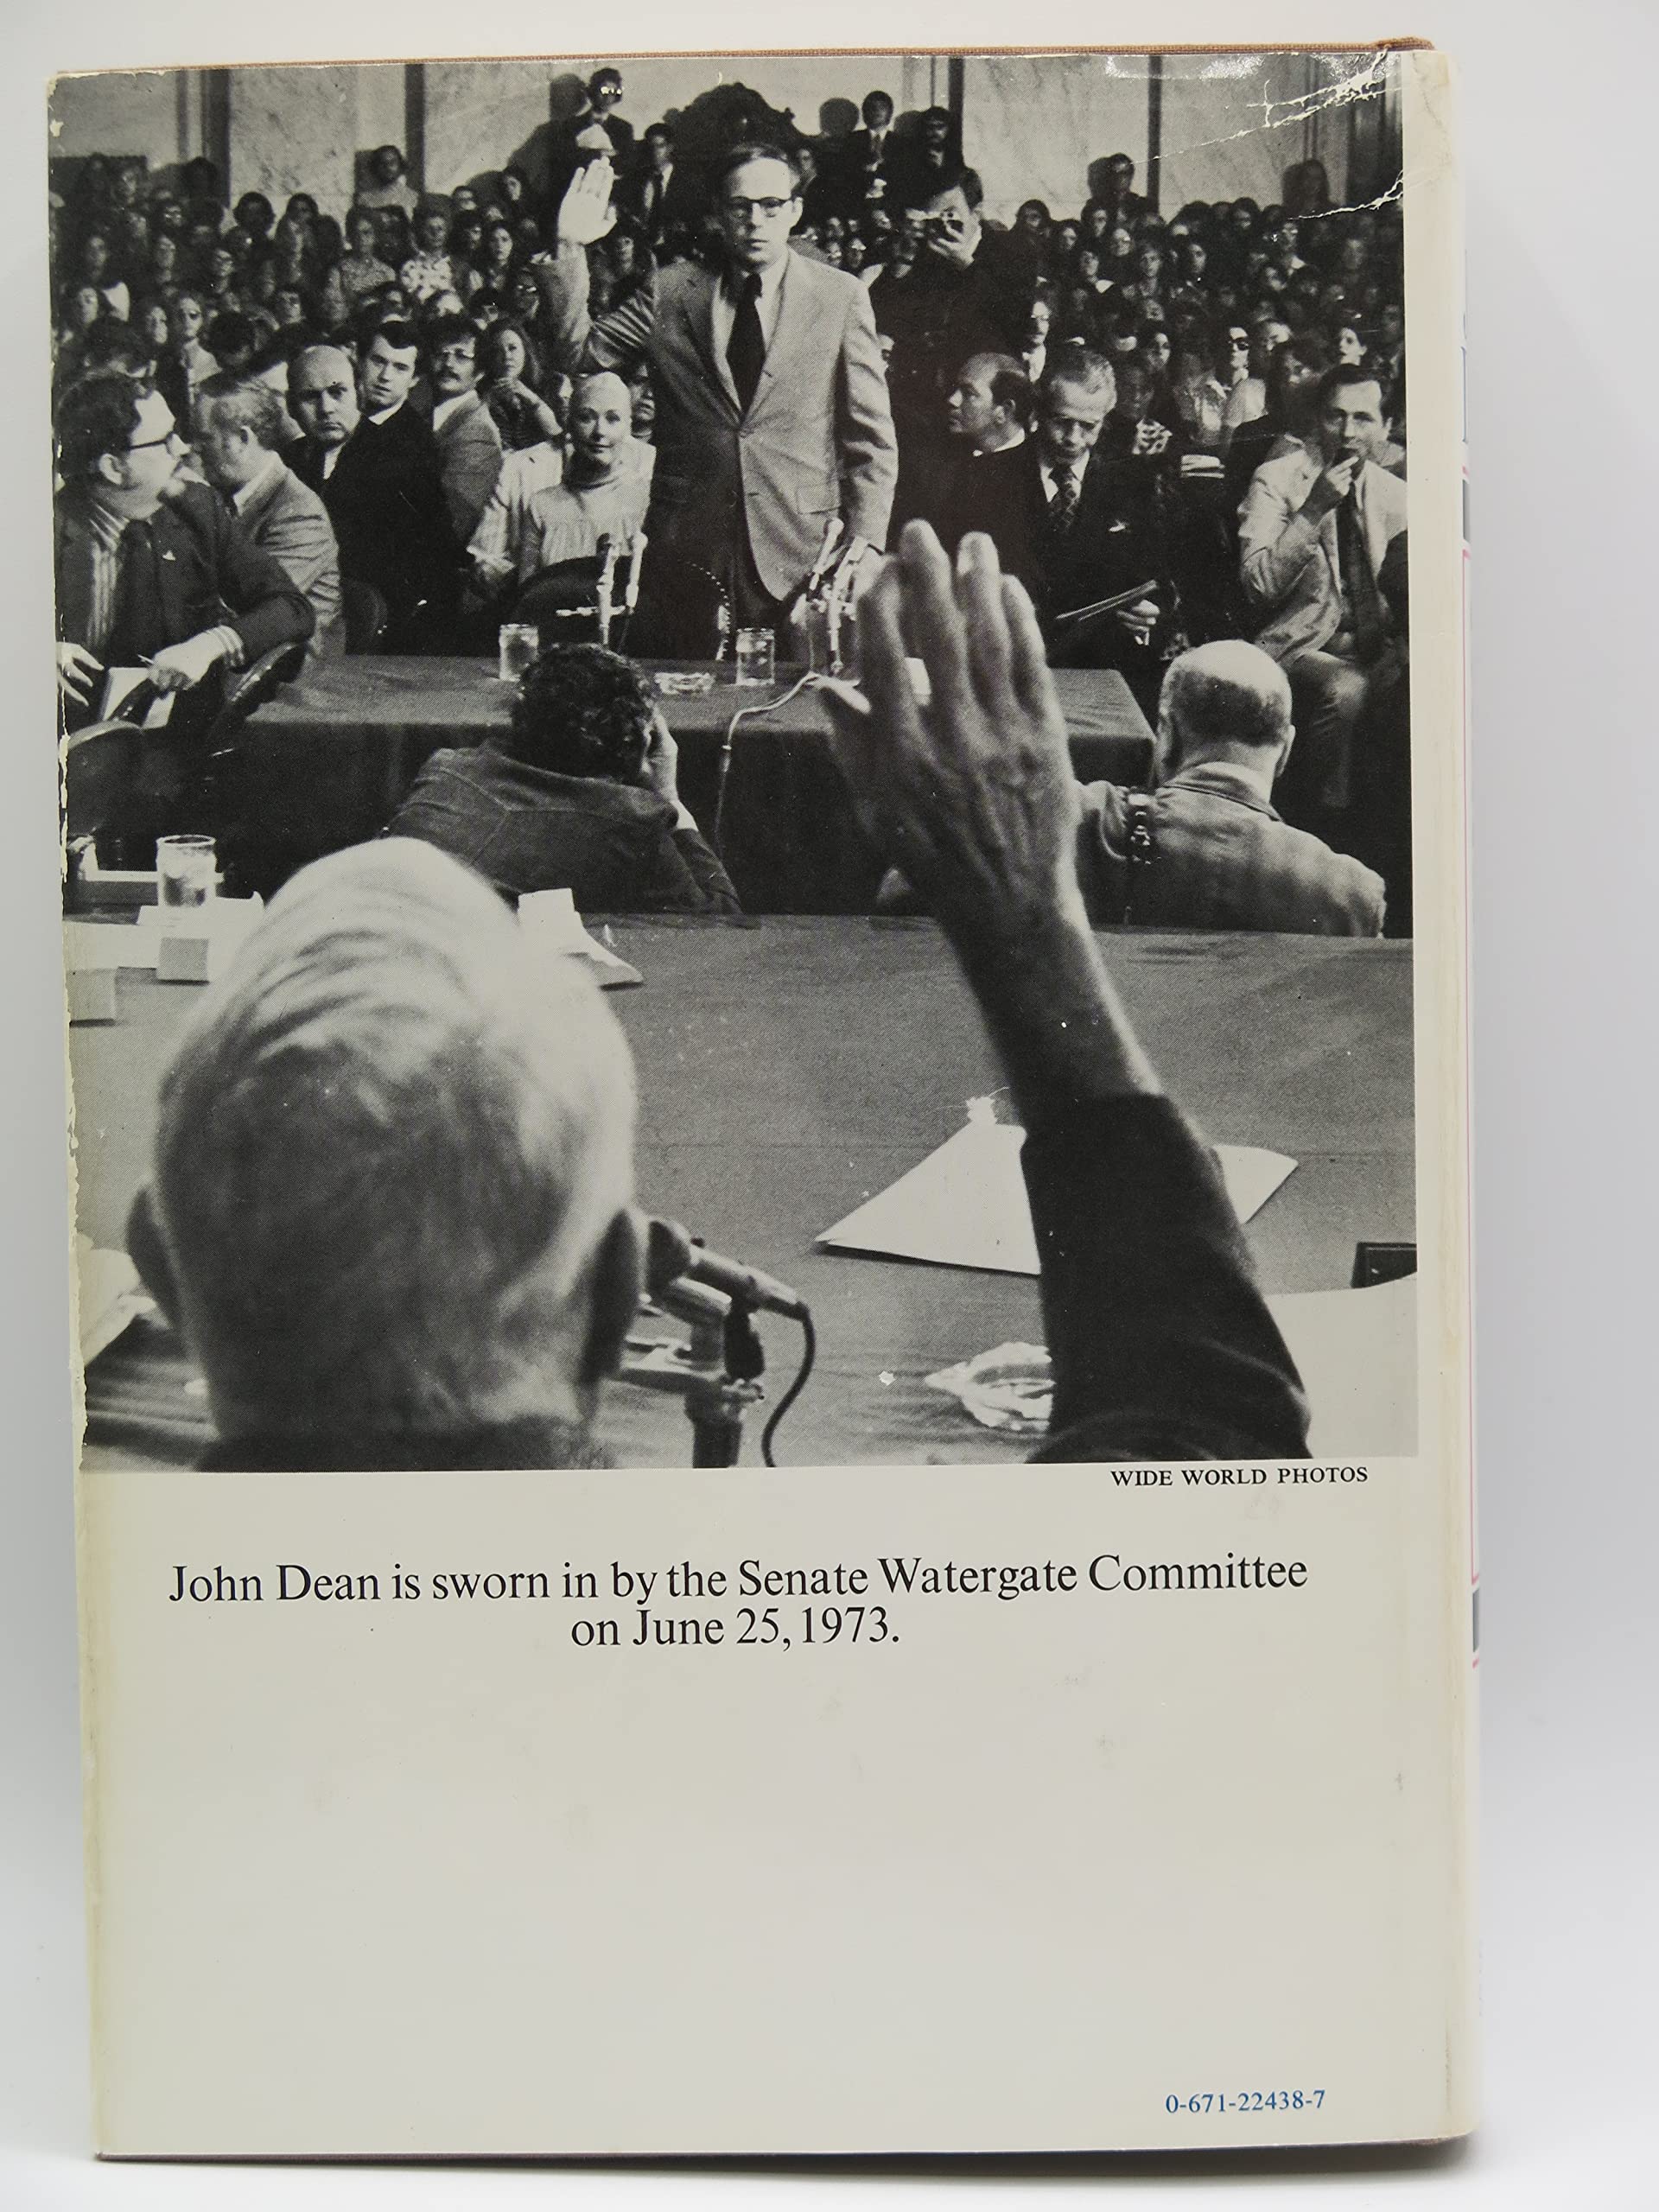 WIDE WORLD PHOTOS
John Dean is sworn in by the Senate Watergate Committee
on June 25, 1973.
0-671-22438-7